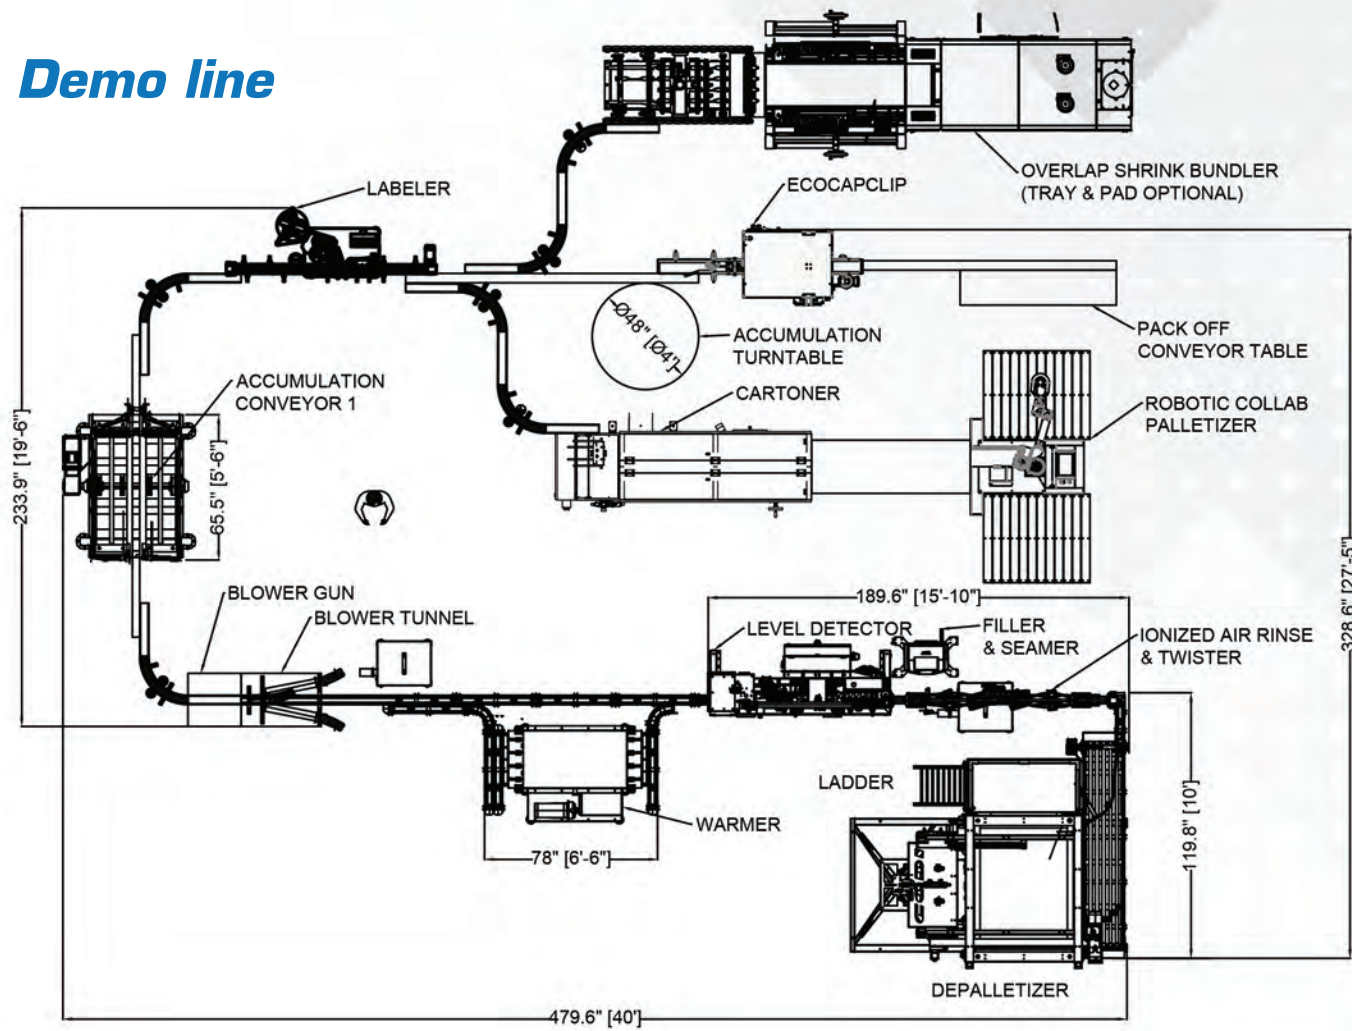 Demo line
OVERLAP SHRINK BUNDLER
(TRAY & PAD OPTIONAL)
ECOCAPCLIP
LABELER
PACK OFF
CONVEYOR TABLE
Ø48" [Ø4']
ACCUMULATION
TURNTABLE
ACCUMULATION
CONVEYOR 1
CARTONER
ROBOTIC COLLAB
PALLETIZER
233.9" [19'-6"]
65.5" [5'-6"]
328.6" [27'-5"]
BLOWER GUN
BLOWER TUNNEL
189.6" [15'-10"]
LEVEL DETECTOR
FILLER
& SEAMER
IONIZED AIR RINSE
& TWISTER
LADDER
119.8" [10']
WARMER
78" [6'-6"]
DEPALLETIZER
479.6" [40']